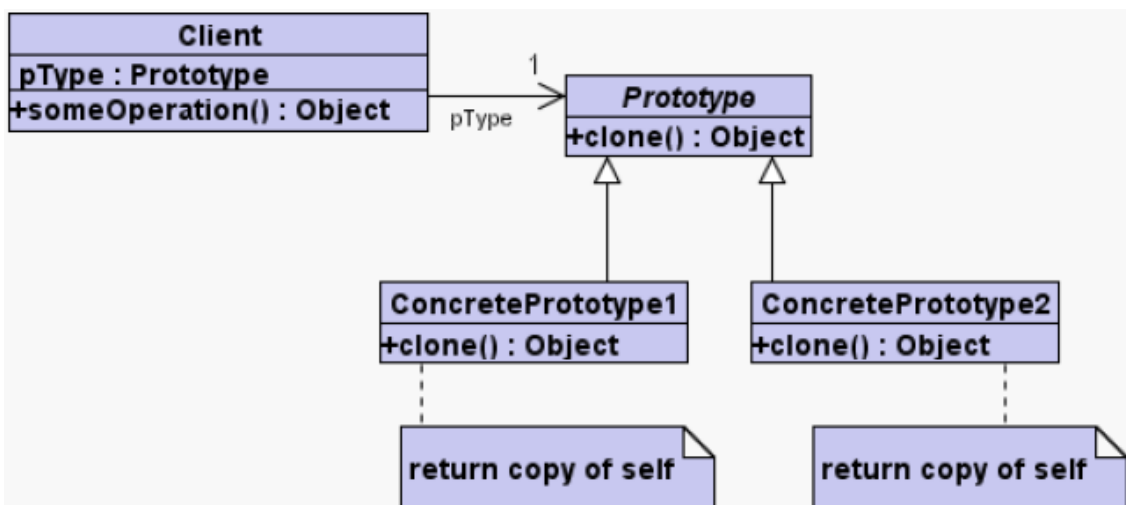 Client
pType : Prototype
+someOperation() : Object
1
pType
Prototype
+clone() : Object
ConcretePrototype1
+clone() : Object
ConcretePrototype2
+clone() : Object
return copy of self
return copy of self